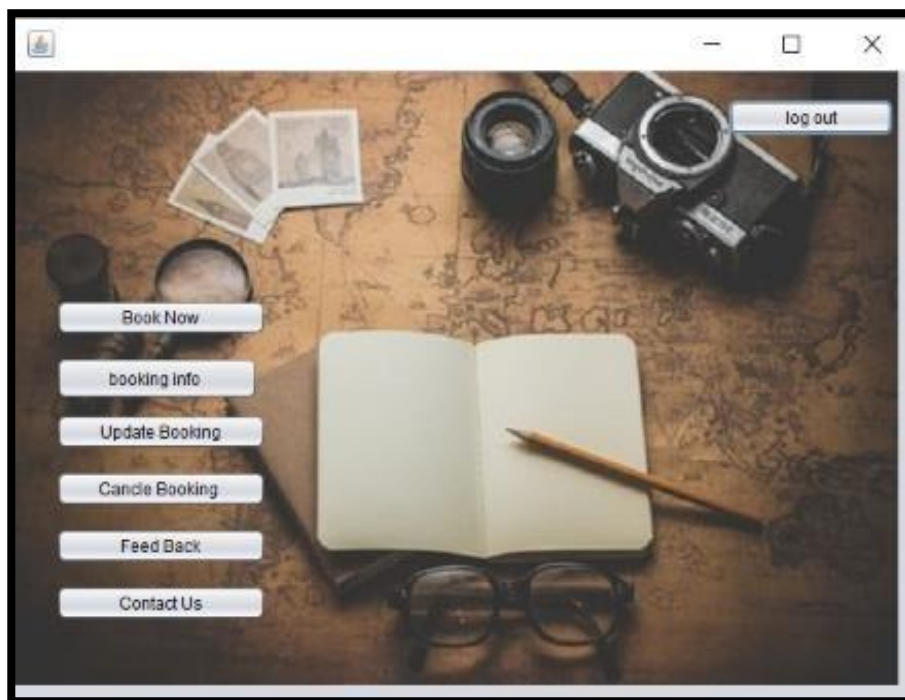 log out
Book Now
booking info
Update Booking
Cancle Booking
Feed Back
Contact Us